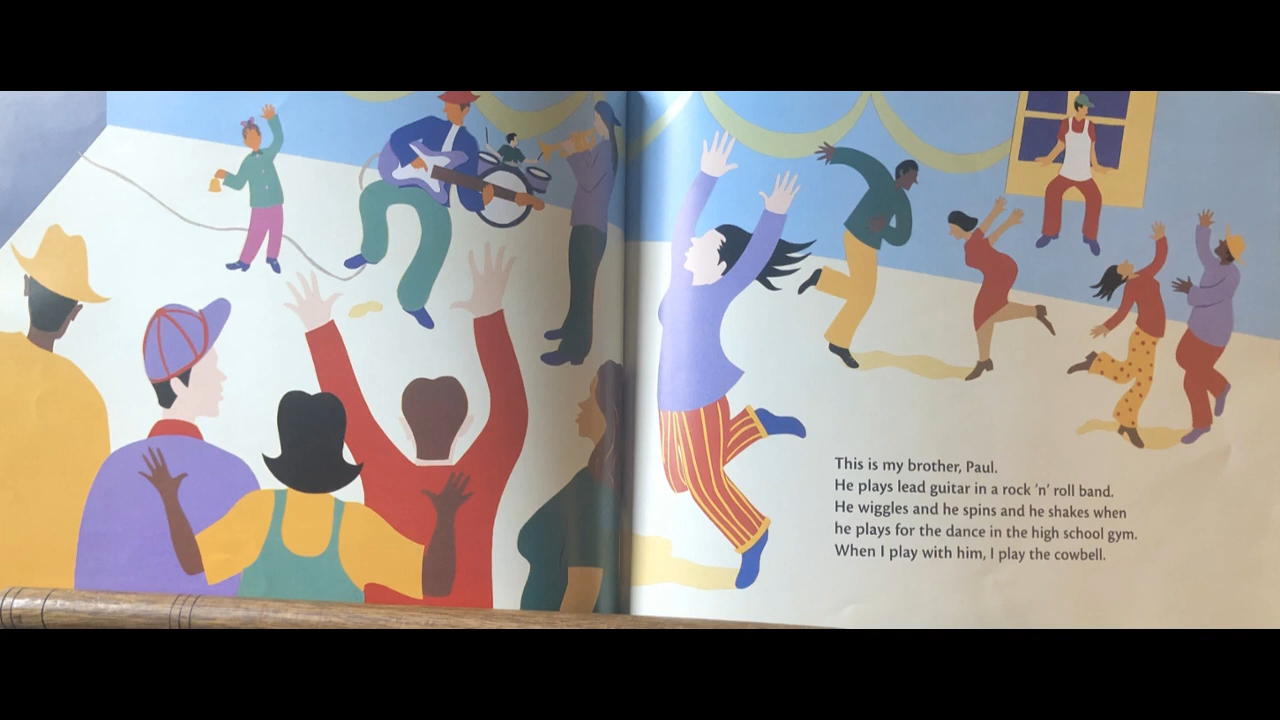 This is my brother, Paul.
He plays lead guitar in a rock ’n’ roll band.
He wiggles and he spins and he shakes when
he plays for the dance in the high school gym.
When I play with him, I play the cowbell.